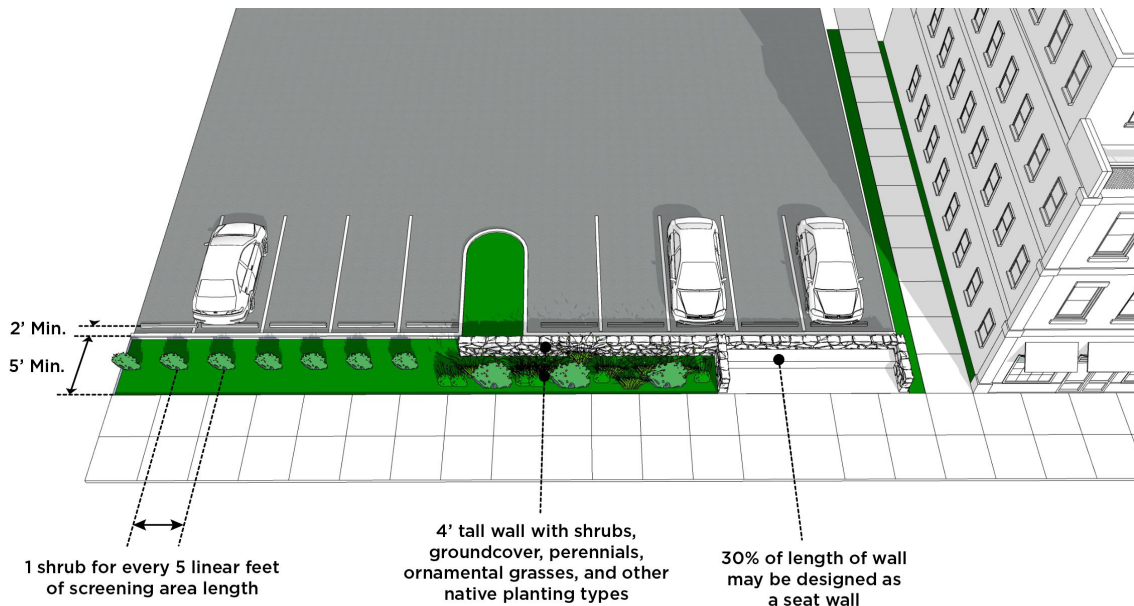 2’ Min.
5’ Min.
1 shrub for every 5 linear feet
of screening area length
4’ tall wall with shrubs,
groundcover, perennials,
ornamental grasses, and other
native planting types
30% of length of wall
may be designed as
a seat wall